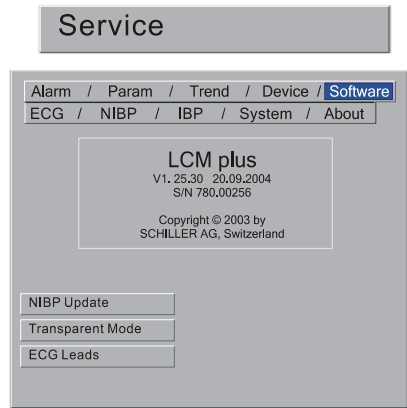 Service
Alarm / Param / Trend / Device / Software
ECG / NIBP / IBP / System / About
LCM plus
V1. 25.30 20.09.2004
S/N 780.00256
Copyright © 2003 by
SCHILLER AG, Switzerland
NIBP Update
Transparent Mode
ECG Leads